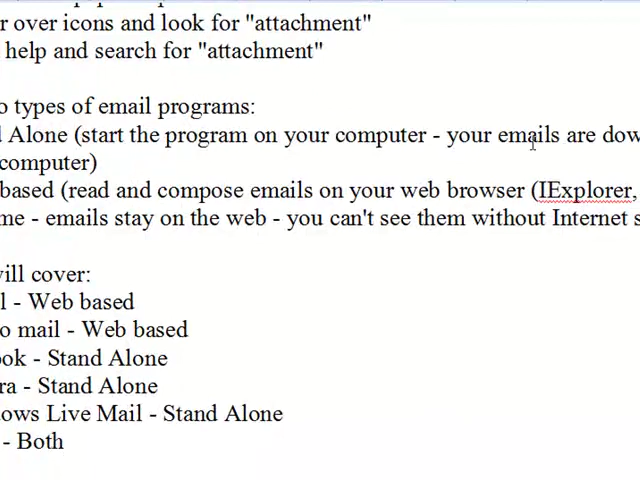 r over icons and look for "attachment"
help and search for "attachment"
o types of email programs:
d Alone (start the program on your computer - your emails are dow
computer)
based (read and compose emails on your web browser (IExplorer,
me - emails stay on the web - you can't see them without Internet s
will cover:
l - Web based
o mail - Web based
ook - Stand Alone
ra - Stand Alone
dows Live Mail - Stand Alone
- Both